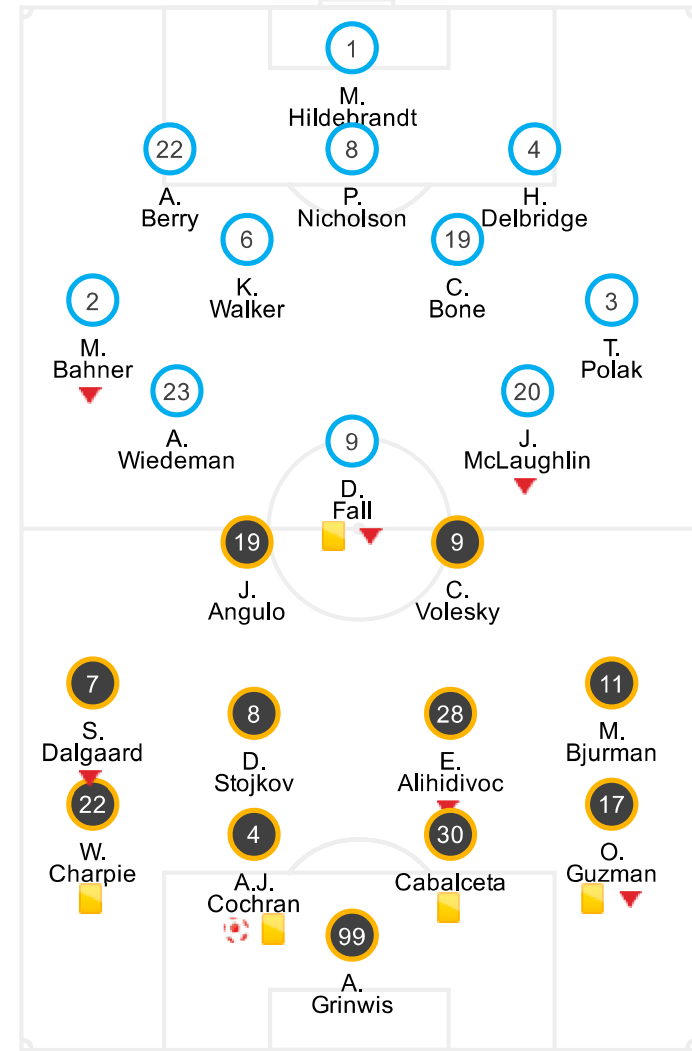 1
M.
Hildebrandt
22
8
4
A.
Berry
P.
Nicholson
H.
Delbridge
6
19
K.
Walker
C.
Bone
2
3
M.
Bahner
T.
Polak
23
20
A.
Wiedeman
J.
McLaughlin
9
D.
Fall
19
9
J.
Angulo
C.
Volesky
7
11
8
28
S.
Dalgaard
M.
Bjurman
D.
Stojkov
E.
Alihidivoc
22
17
4
30
W.
Charpie
O.
Guzman
A.J.
Cochran
Cabalceta
99
A.
Grinwis